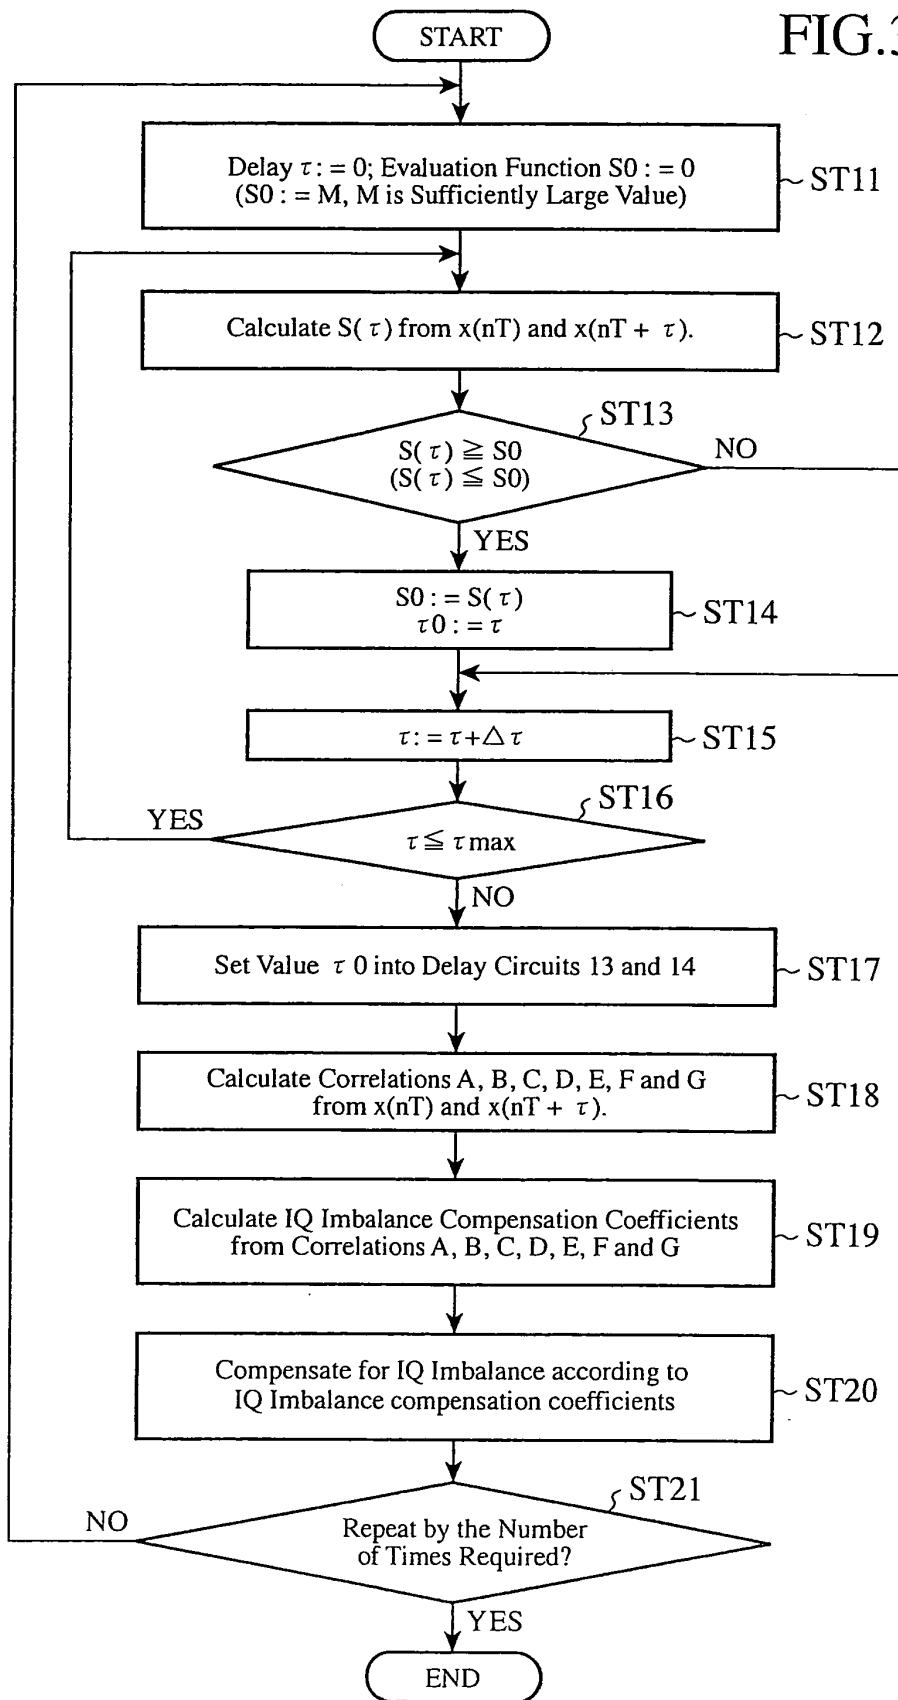 START
FIG.3
Delay τ : = 0; Evaluation Function S0 : = 0
(S0 : = M, M is Sufficiently Large Value)
ST11
Calculate S( τ ) from x(nT) and x(nT + τ ).
ST12
ST13
S( τ ) ≧ S0
(S( τ ) ≦ S0)
NO
YES
S0 : = S( τ )
τ 0 : = τ
ST14
τ : = τ + △ τ
ST15
ST16
YES
τ ≦ τ max
NO
Set Value τ 0 into Delay Circuits 13 and 14
ST17
Calculate Correlations A, B, C, D, E, F and G
from x(nT) and x(nT + τ ).
ST18
Calculate IQ Imbalance Compensation Coefficients
from Correlations A, B, C, D, E, F and G
ST19
Compensate for IQ Imbalance according to
IQ Imbalance compensation coefficients
ST20
ST21
NO
Repeat by the Number
of Times Required?
YES
END